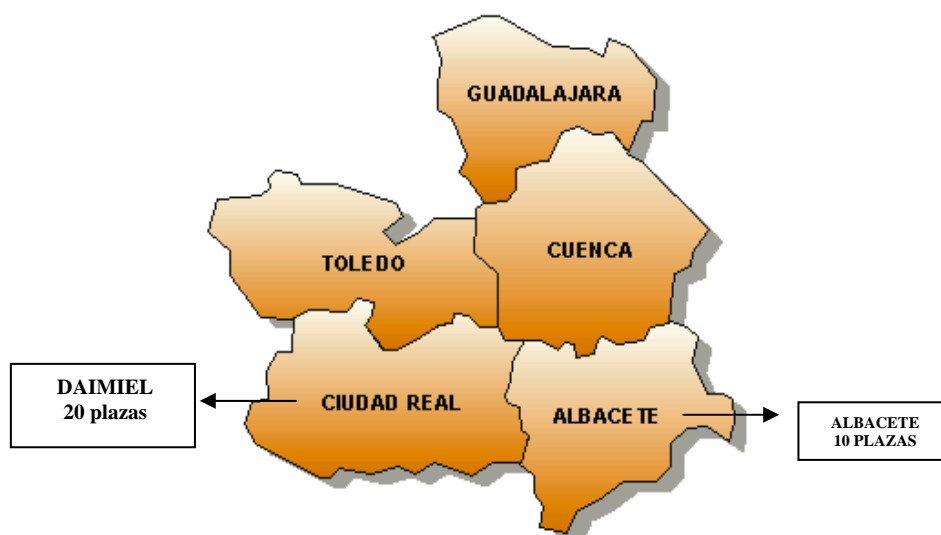 GUADALAJARA
CUENCA
TOLEDO
DAIMIEL
20 plazas
CIUDAD REAL
ALBACETE
ALBACETE
10 PLAZAS